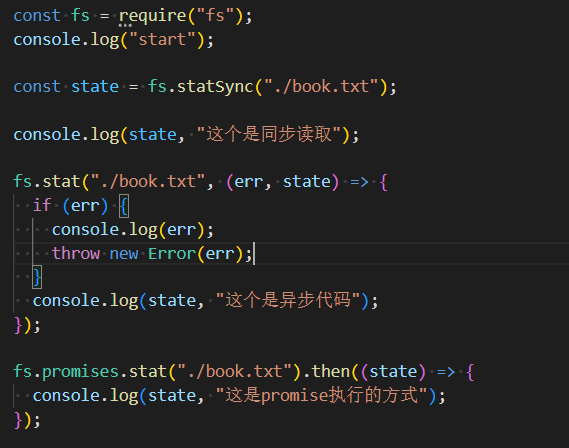 const fs = require("fs");
console.log("start");
const state = fs.statSync("./book.txt");
console.log(state, "这个是同步读取");
fs.stat("./book.txt", (err, state) => {
  if (err) {
    console.log(err);
    throw new Error(err);
  }
  console.log(state, "这个是异步代码");
});
fs.promises.stat("./book.txt").then((state) => {
  console.log(state, "这是promise执行的方式");
});